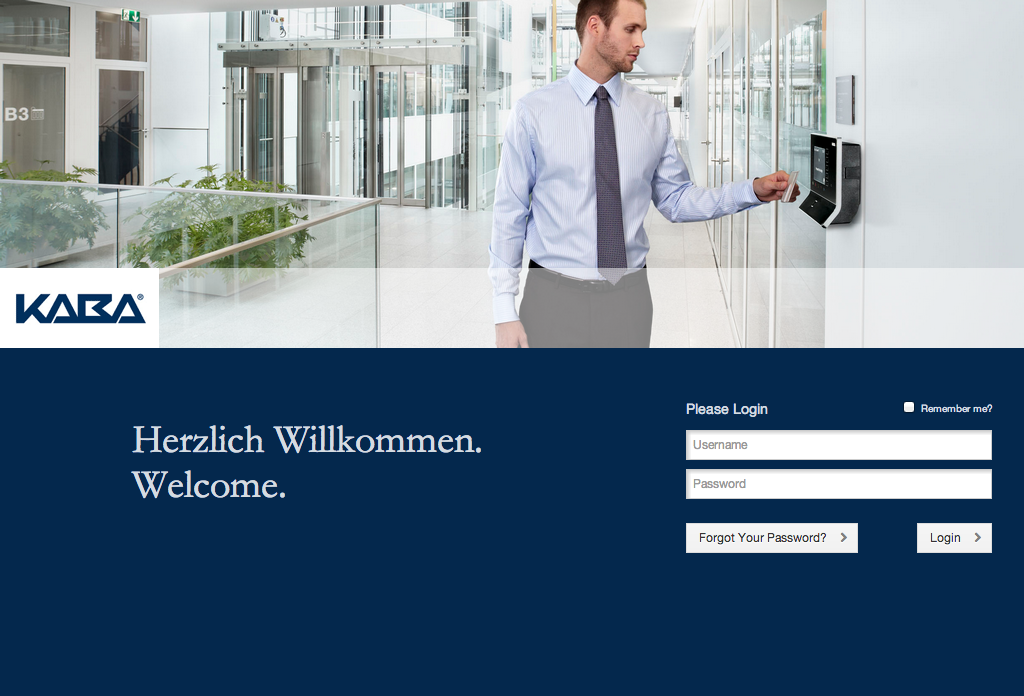 B3
KABA®
Herzlich Willkommen.
Welcome.
Please Login
Remember me?
Username
Password
Forgot Your Password?
Login